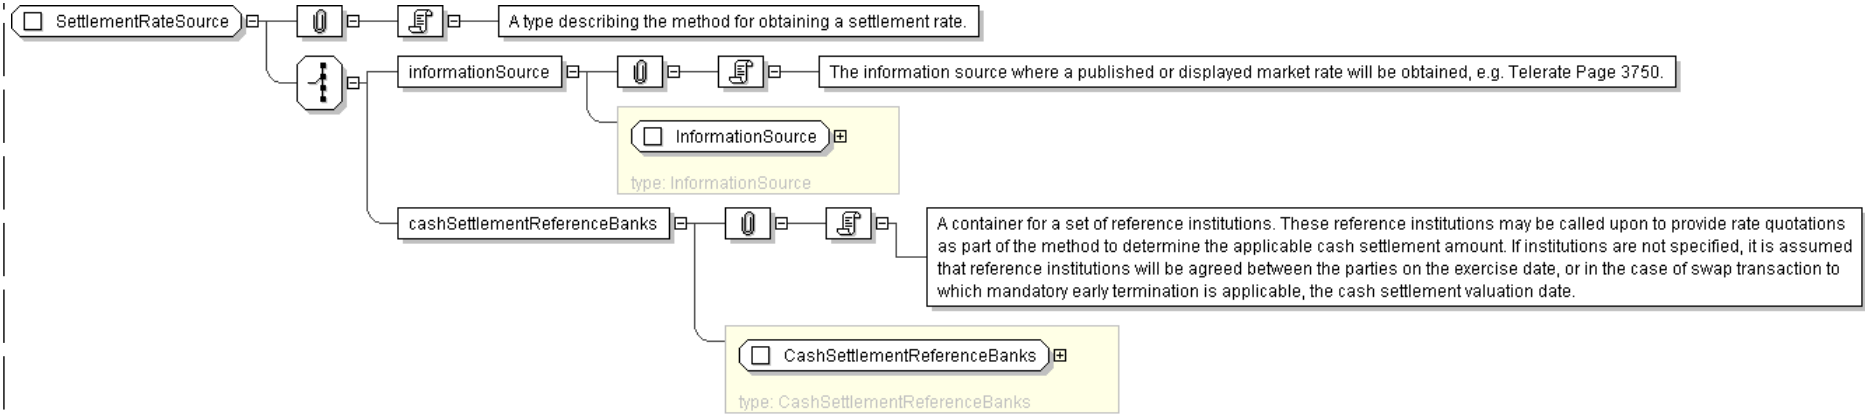 SettlementRateSource
A type describing the method for obtaining a settlement rate.
informationSource
The information source where a published or displayed market rate will be obtained, e.g. Telerate Page 3750.
InformationSource
type: InformationSource
cashSettlementReferenceBanks
A container for a set of reference institutions. These reference institutions may be called upon to provide rate quotations
as part of the method to determine the applicable cash settlement amount. If institutions are not specified, it is assumed
that reference institutions will be agreed between the parties on the exercise date, or in the case of swap transaction to
which mandatory early termination is applicable, the cash settlement valuation date.
CashSettlementReferenceBanks
type: CashSettlementReferenceBanks